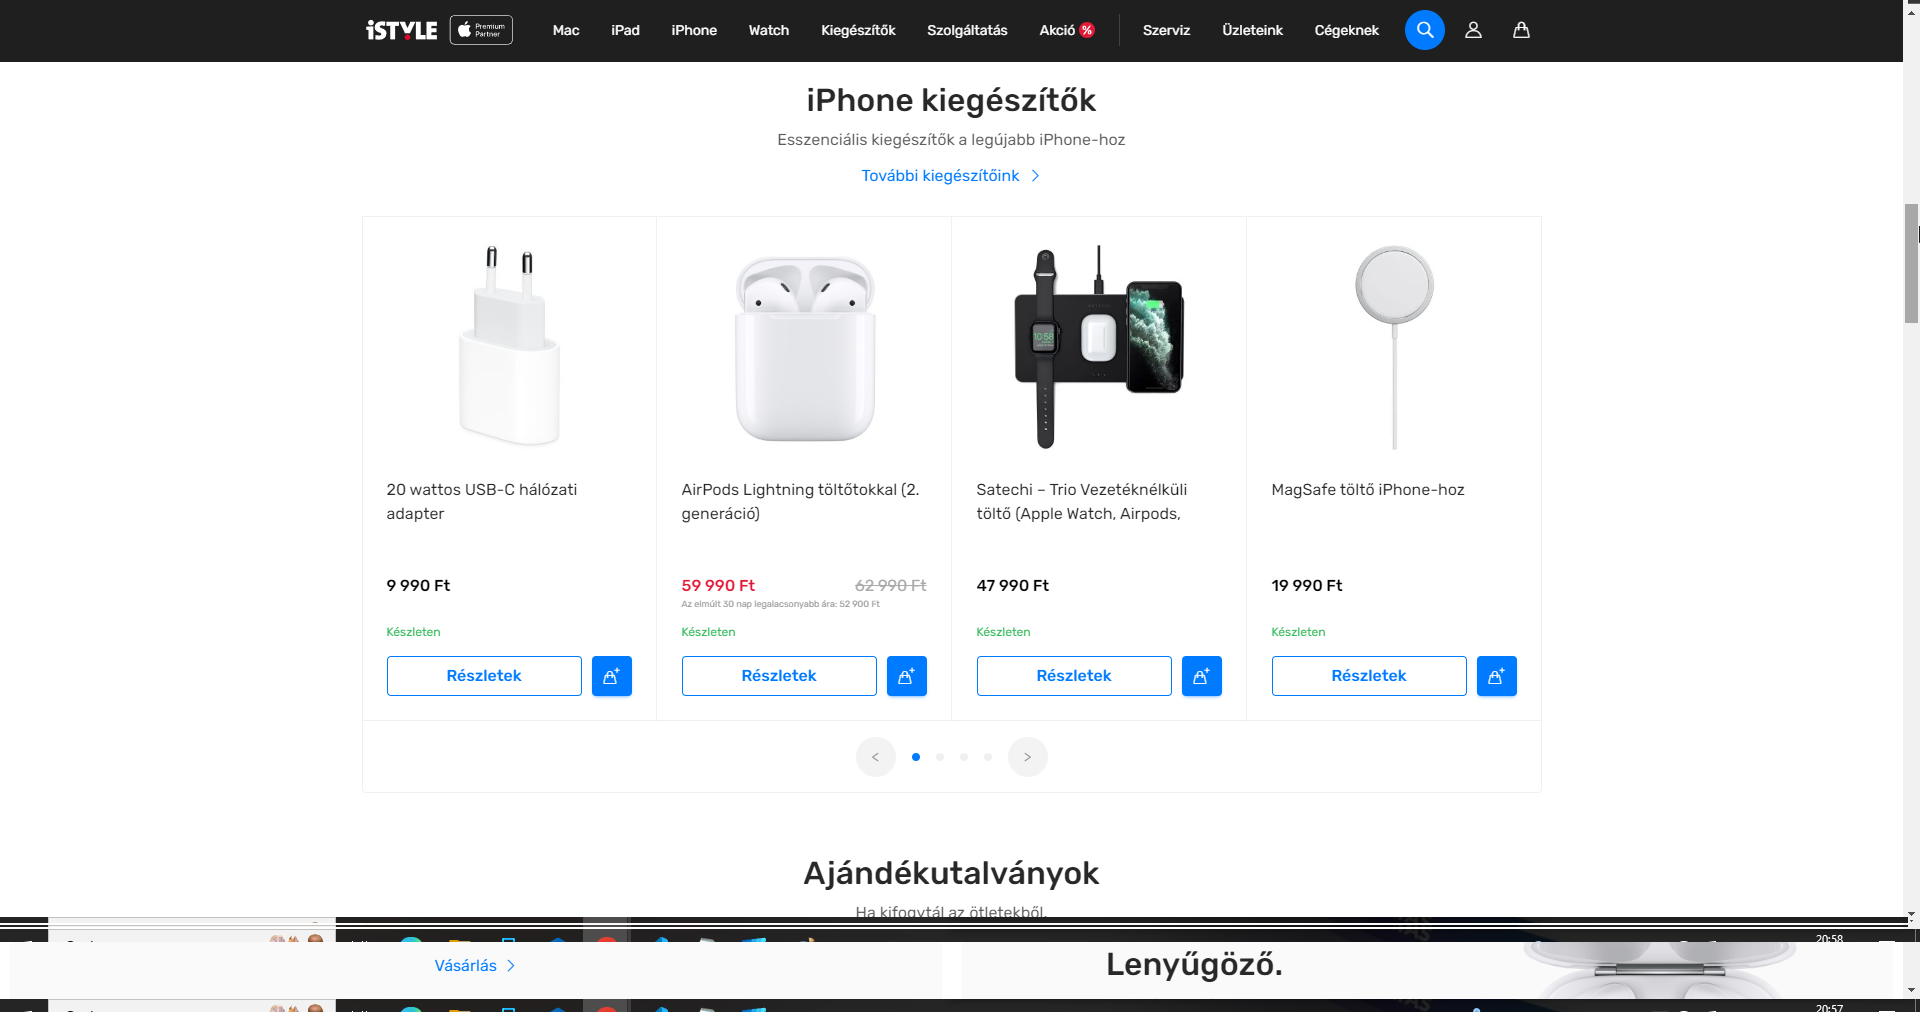 iSTYLE
Premium
Partner
Mac
iPad
iPhone
Watch
Kiegészítők
Szolgáltatás
Akció %
Szerviz
Üzleteink
Cégeknek
iPhone kiegészítők
Esszenciális kiegészítők a legújabb iPhone-hoz
További kiegészítőink >
20 wattos USB-C hálózati
adapter
9 990 Ft
Készleten
Részletek
AirPods Lightning töltőtokkal (2.
generáció)
59 990 Ft 62 990 Ft
Az elmúlt 30 nap legalacsonyabb ára: 52 900 Ft
Készleten
Részletek
10:58
Satechi – Trio Vezetéknélküli
töltő (Apple Watch, Airpods,
47 990 Ft
Készleten
Részletek
MagSafe töltő iPhone-hoz
19 990 Ft
Készleten
Részletek
< >
Ajándékutalványok
Ha kifogytál az ötletekből.
20:58
Vásárlás >
Lenyűgöző.
20:57